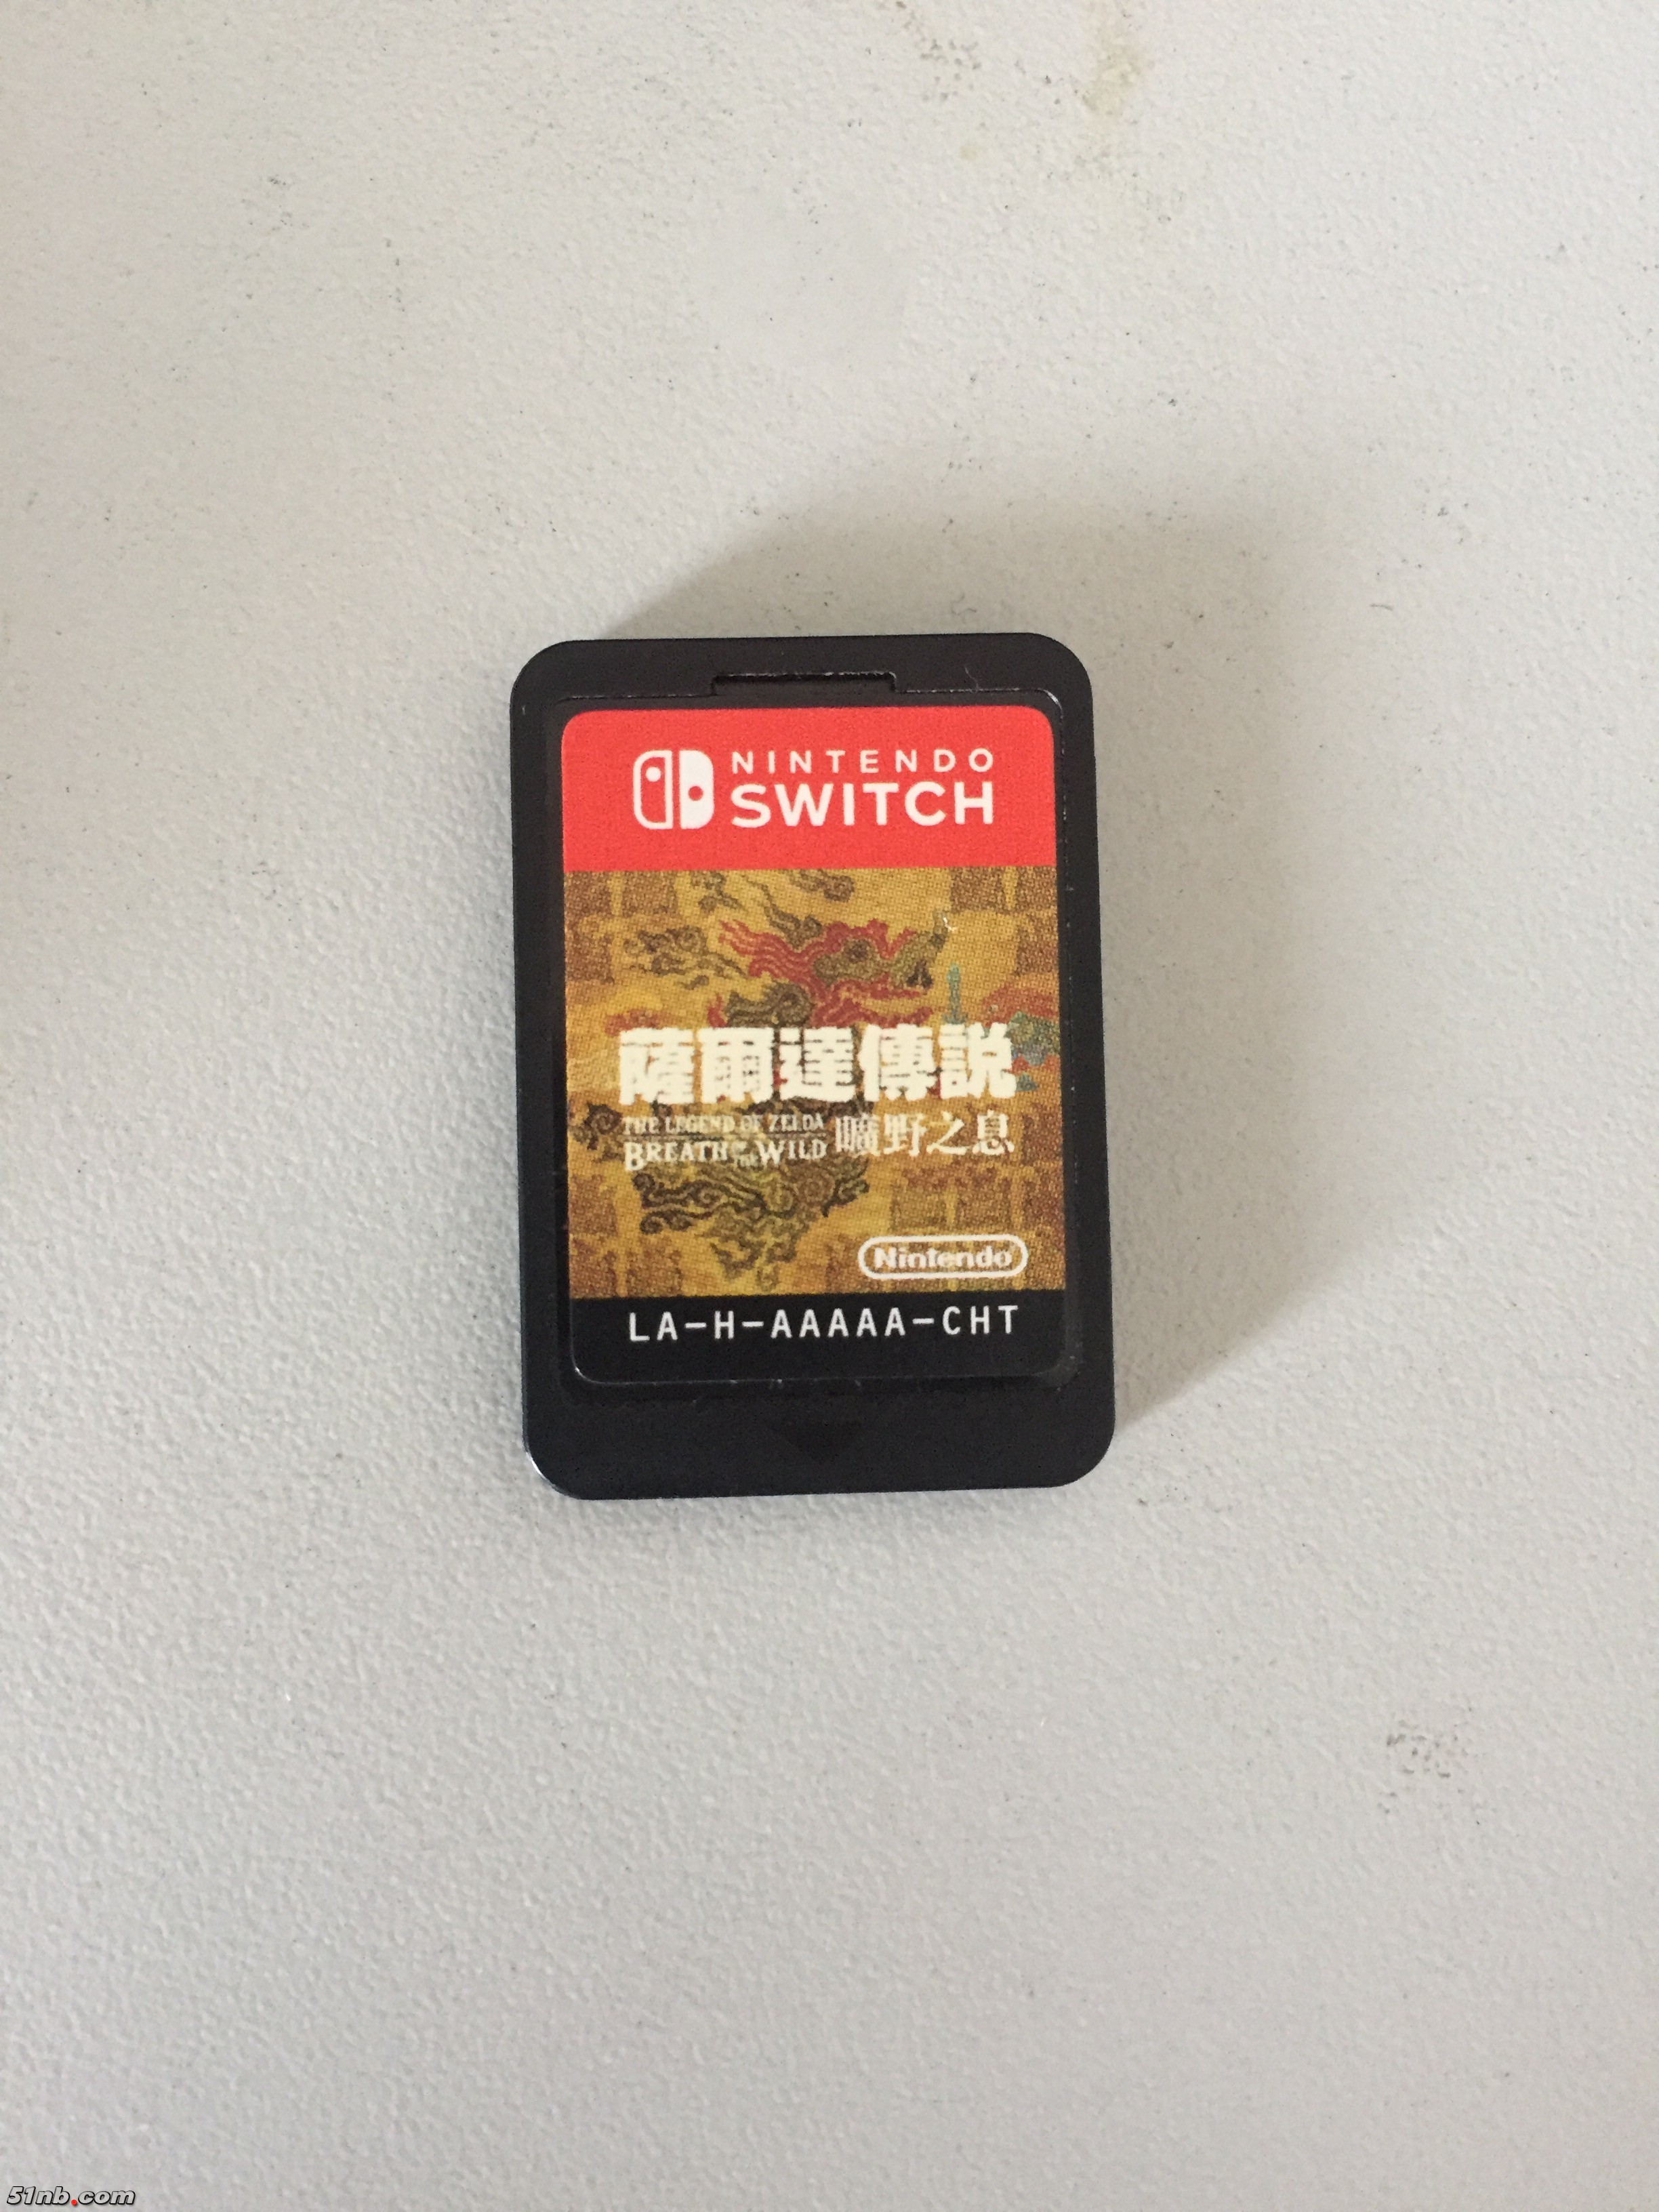 NINTENDO
SWITCH
薩爾達傳說
THE LEGEND OF ZELDA
BREATH OF THE WILD 曠野之息
Nintendo
LA-H-AAAAA-CHT
51nb.com